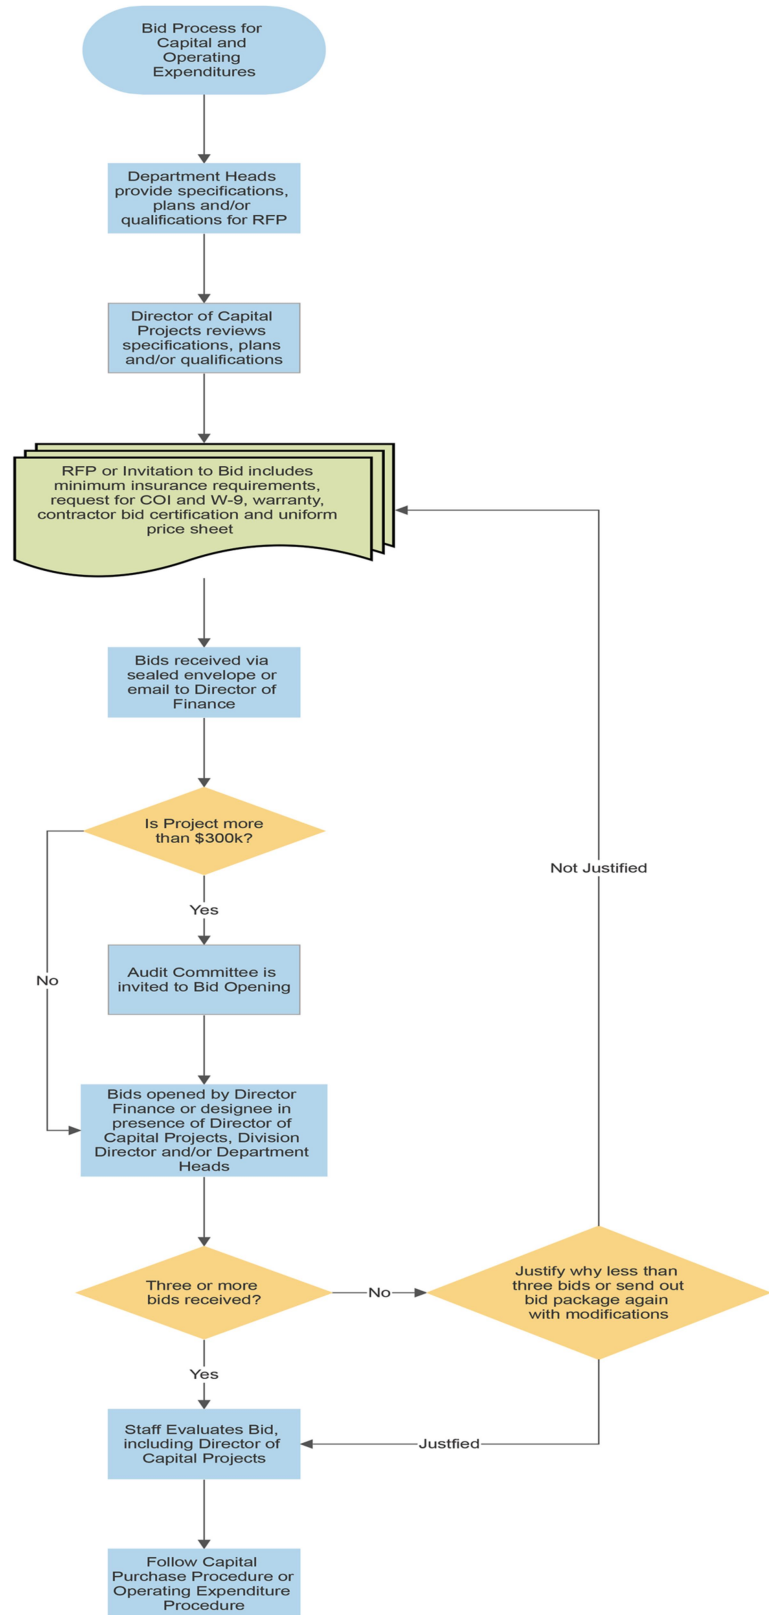 Bid Process for
Capital and
Operating
Expenditures
Department Heads
provide specifications,
plans and/or
qualifications for RFP
Director of Capital
Projects reviews
specifications, plans
and/or qualifications
RFP or Invitation to Bid includes
minimum insurance requirements,
request for COI and W-9, warranty,
contractor bid certification and uniform
price sheet
Bids received via
sealed envelope or
email to Director of
Finance
Is Project more
than $300k?
Not Justified
Yes
No
Audit Committee is
invited to Bid Opening
Bids opened by Director
Finance or designee in
presence of Director of
Capital Projects, Division
Director and/or Department
Heads
Three or more
bids received?
No
Justify why less than
three bids or send out
bid package again
with modifications
Yes
Staff Evaluates Bid,
including Director of
Capital Projects
Justfied
Follow Capital
Purchase Procedure or
Operating Expenditure
Procedure